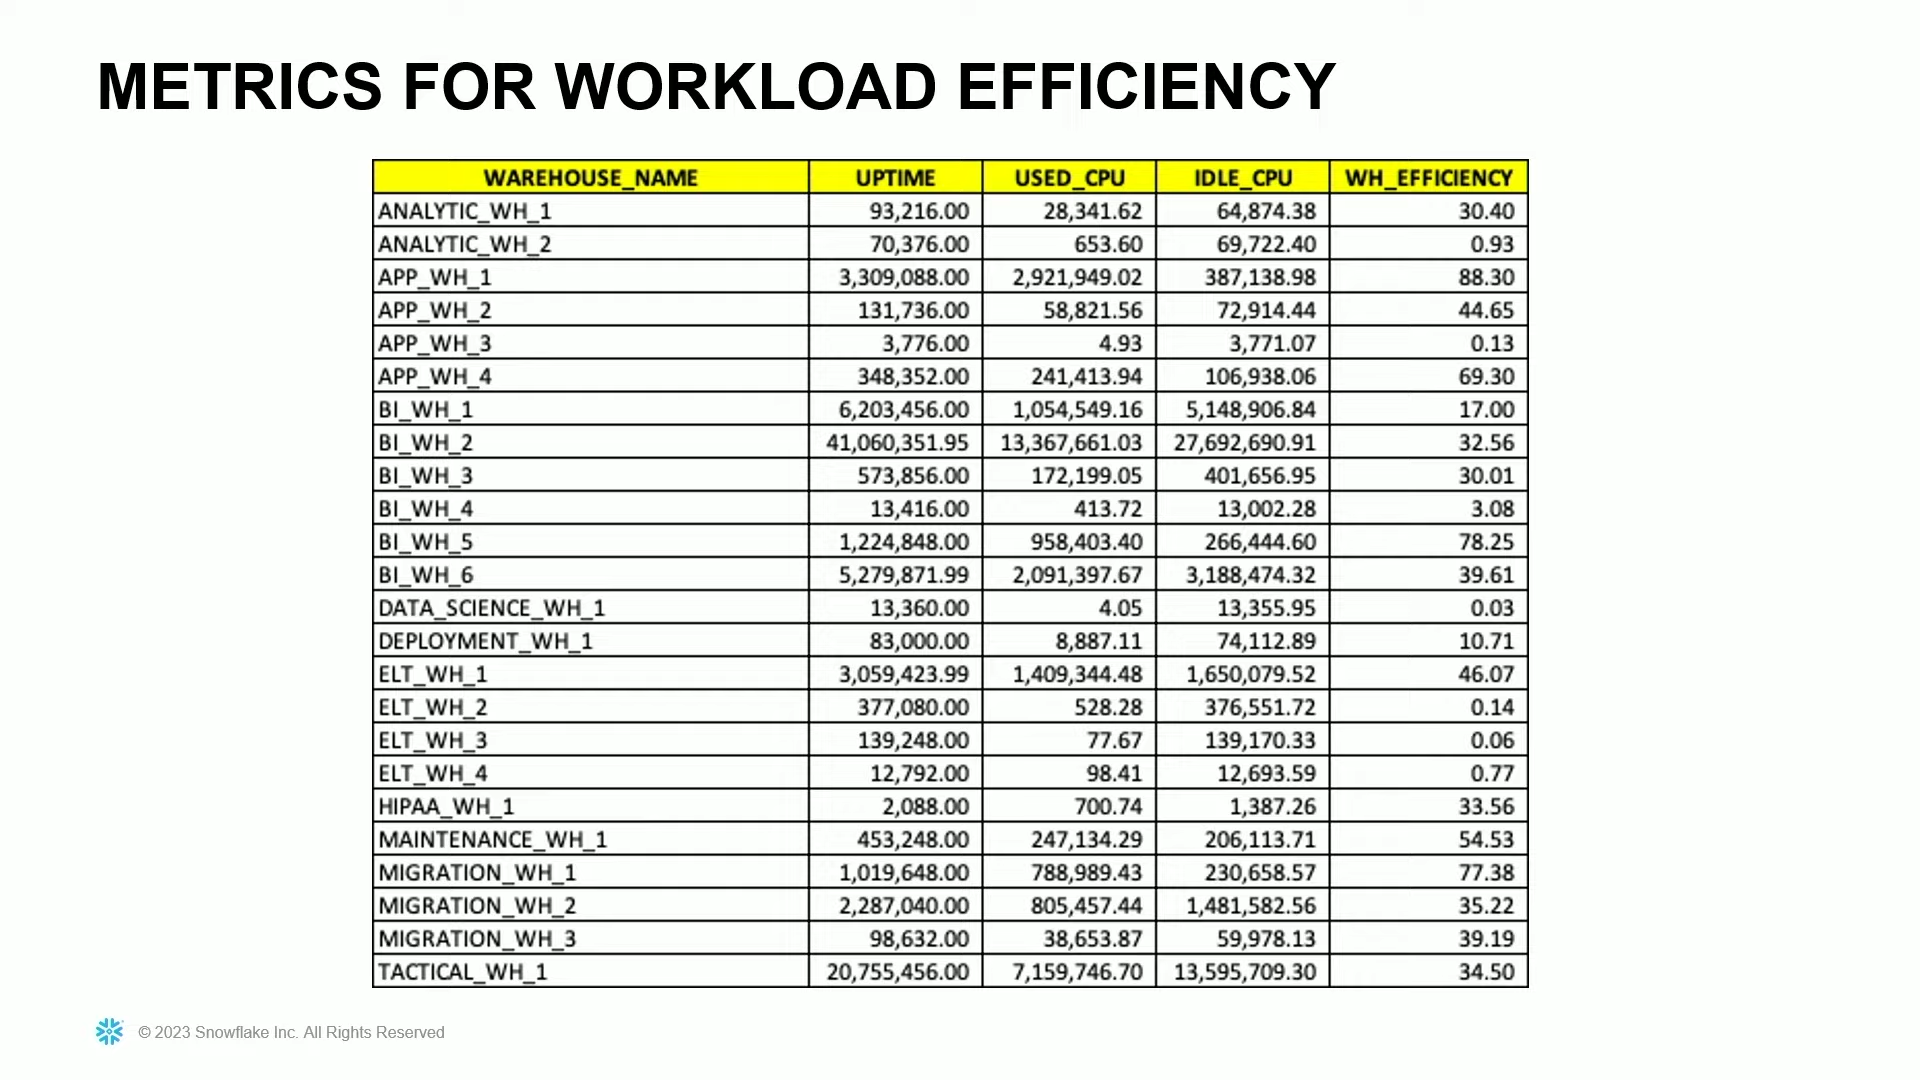 METRICS FOR WORKLOAD EFFICIENCY
WAREHOUSE_NAME UPTIME USED_CPU IDLE_CPU WH_EFFICIENCY
ANALYTIC_WH_1 93,216.00 28,341.62 64,874.38 30.40
ANALYTIC_WH_2 70,376.00 653.60 69,722.40 0.93
APP_WH_1 3,309,088.00 2,921,949.02 387,138.98 88.30
APP_WH_2 131,736.00 58,821.56 72,914.44 44.65
APP_WH_3 3,776.00 4.93 3,771.07 0.13
APP_WH_4 348,352.00 241,413.94 106,938.06 69.30
BI_WH_1 6,203,456.00 1,054,549.16 5,148,906.84 17.00
BI_WH_2 41,060,351.95 13,367,661.03 27,692,690.91 32.56
BI_WH_3 573,856.00 172,199.05 401,656.95 30.01
BI_WH_4 13,416.00 413.72 13,002.28 3.08
BI_WH_5 1,224,848.00 958,403.40 266,444.60 78.25
BI_WH_6 5,279,871.99 2,091,397.67 3,188,474.32 39.61
DATA_SCIENCE_WH_1 13,360.00 4.05 13,355.95 0.03
DEPLOYMENT_WH_1 83,000.00 8,887.11 74,112.89 10.71
ELT_WH_1 3,059,423.99 1,409,344.48 1,650,079.52 46.07
ELT_WH_2 377,080.00 528.28 376,551.72 0.14
ELT_WH_3 139,248.00 77.67 139,170.33 0.06
ELT_WH_4 12,792.00 98.41 12,693.59 0.77
HIPAA_WH_1 2,088.00 700.74 1,387.26 33.56
MAINTENANCE_WH_1 453,248.00 247,134.29 206,113.71 54.53
MIGRATION_WH_1 1,019,648.00 788,989.43 230,658.57 77.38
MIGRATION_WH_2 2,287,040.00 805,457.44 1,481,582.56 35.22
MIGRATION_WH_3 98,632.00 38,653.87 59,978.13 39.19
TACTICAL_WH_1 20,755,456.00 7,159,746.70 13,595,709.30 34.50
© 2023 Snowflake Inc. All Rights Reserved